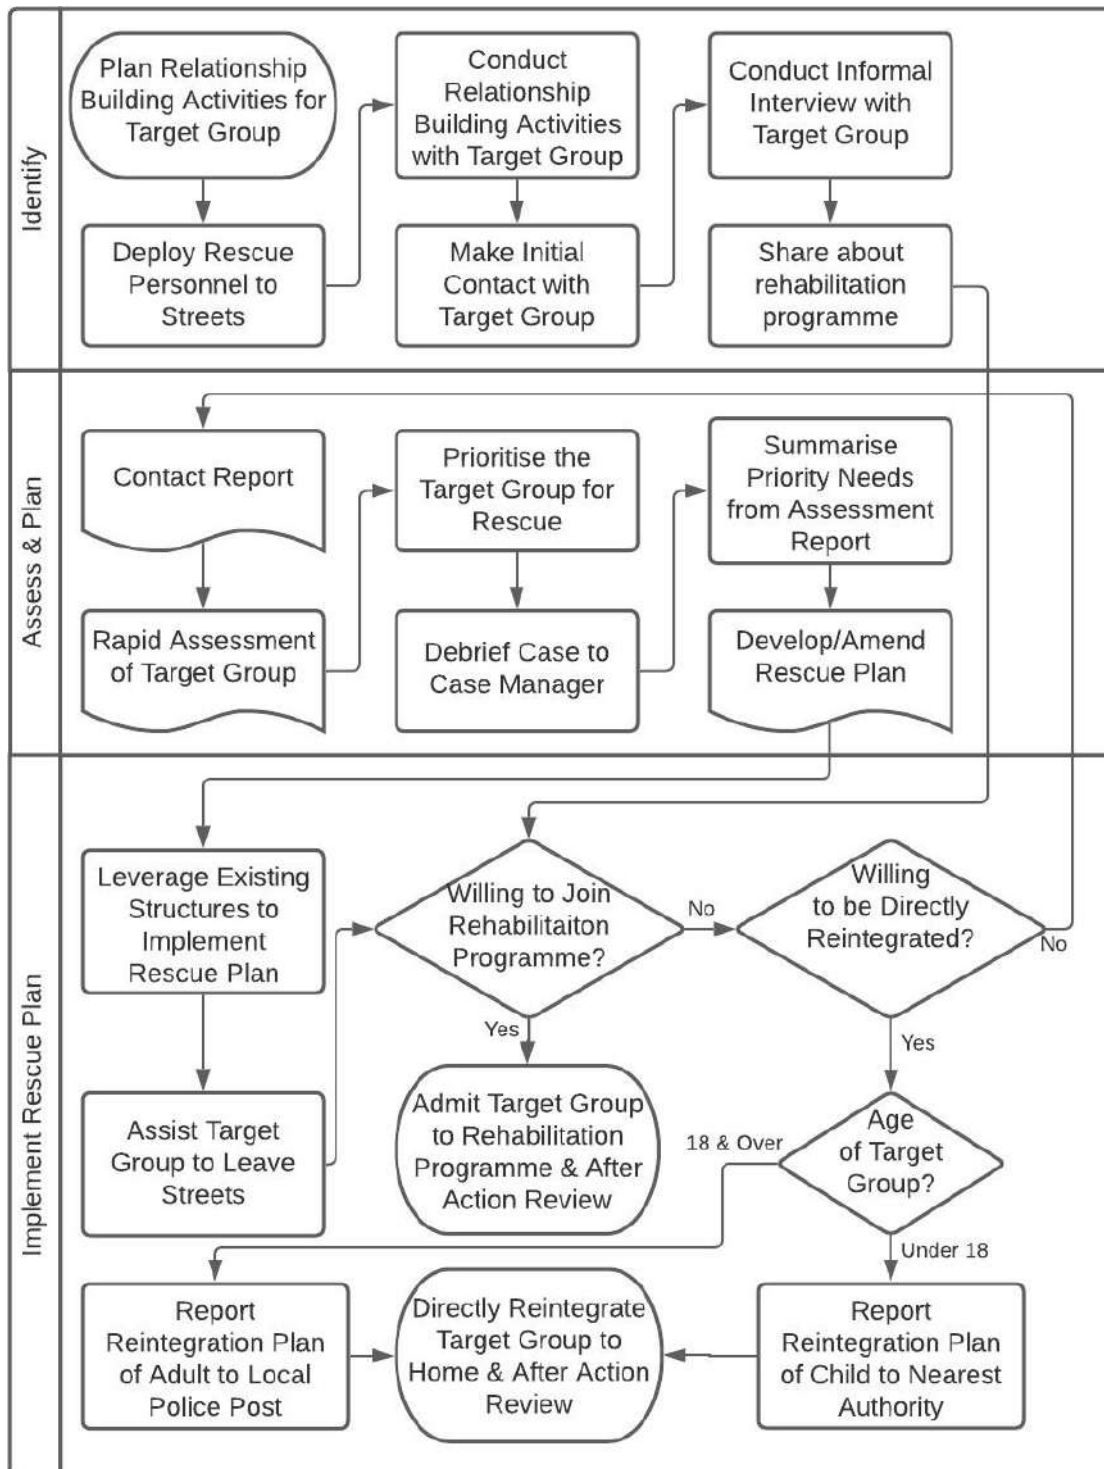 Identify
Plan Relationship
Building Activities for
Target Group
Deploy Rescue
Personnel to
Streets
Conduct
Relationship
Building Activities
with Target Group
Make Initial
Contact with
Target Group
Conduct Informal
Interview with
Target Group
Share about
rehabilitation
programme
Assess & Plan
Contact Report
Rapid Assessment
of Target Group
Prioritise the
Target Group for
Rescue
Debrief Case to
Case Manager
Summarise
Priority Needs
from Assessment
Report
Develop/Amend
Rescue Plan
Implement Rescue Plan
Leverage Existing
Structures to
Implement
Rescue Plan
Assist Target
Group to Leave
Streets
Willing to Join
Rehabilitaiton
Programme?
No
Yes
Willing
to be Directly
Reintegrated?
No
Yes
Admit Target Group
to Rehabilitation
Programme & After
Action Review
Age
of Target
Group?
18 & Over
Under 18
Report
Reintegration Plan
of Adult to Local
Police Post
Directly Reintegrate
Target Group to
Home & After Action
Review
Report
Reintegration Plan
of Child to Nearest
Authority